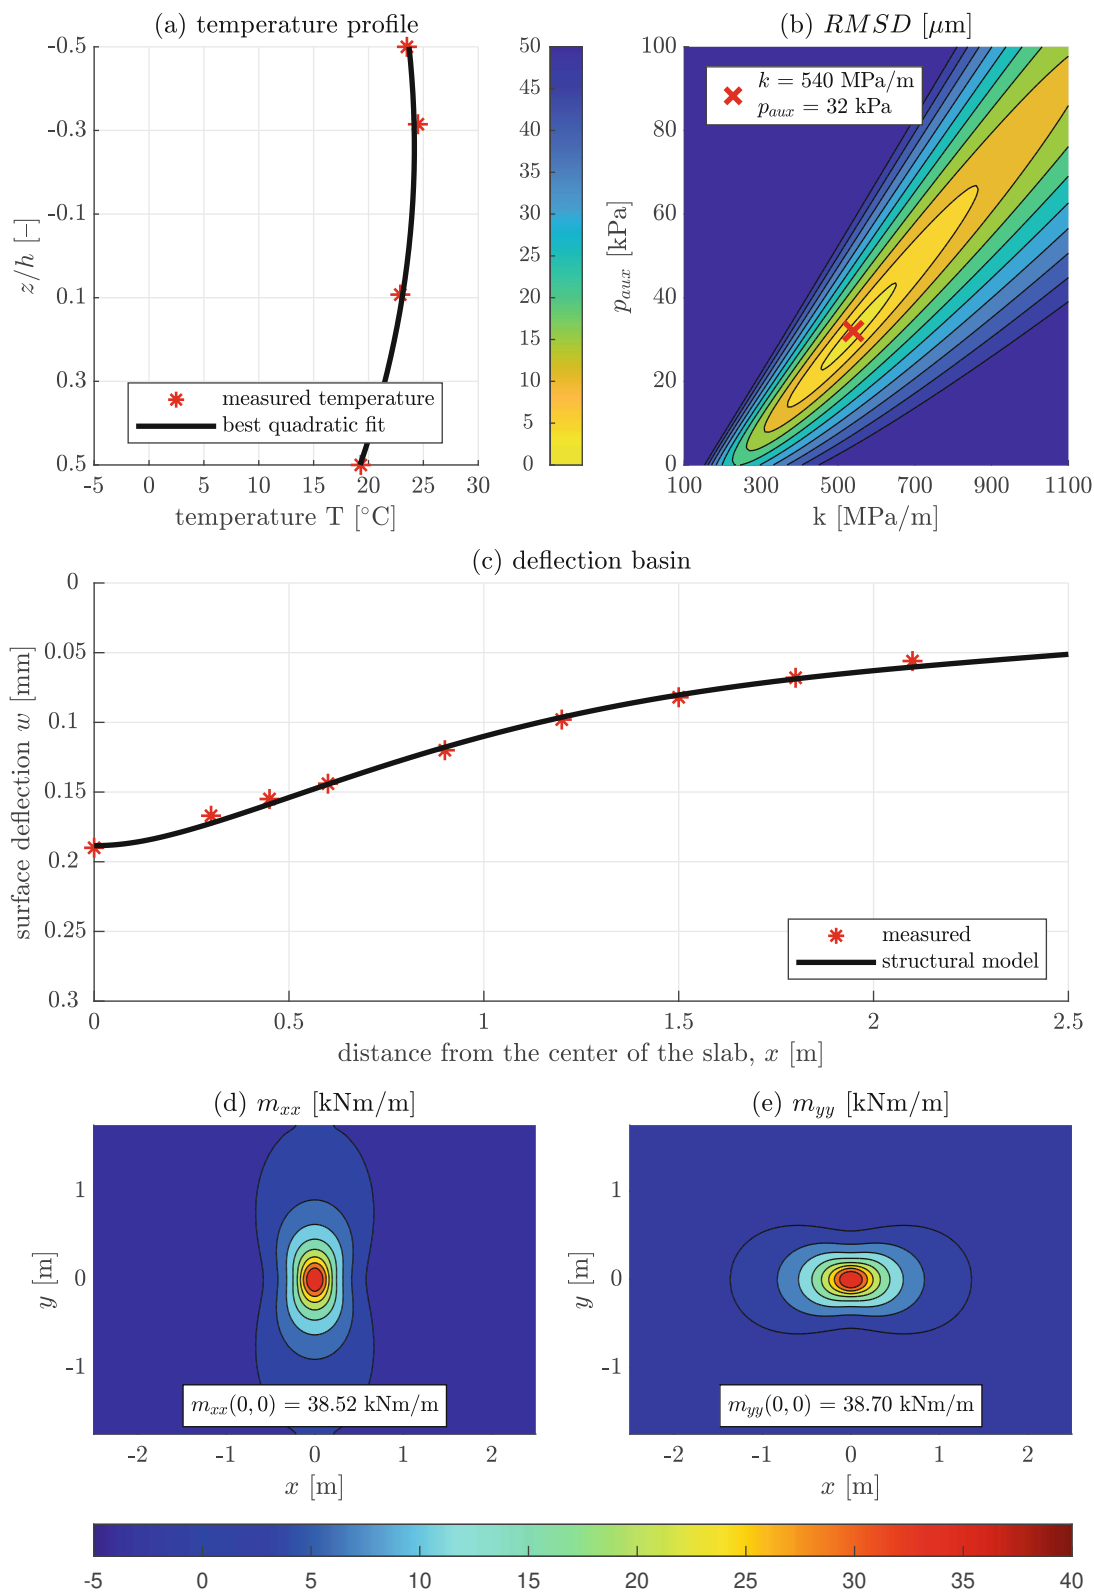 (a) temperature profile
-0.5
-0.3
-0.1
0.1
0.3
0.5
z/h [–]
-5 0 5 10 15 20 25 30
temperature T [°C]
measured temperature
best quadratic fit
50
45
40
35
30
25
20
15
10
5
0
(b) RMSD [μm]
k = 540 MPa/m
p_aux = 32 kPa
100
80
60
40
20
0
p_aux [kPa]
100 300 500 700 900 1100
k [MPa/m]
(c) deflection basin
0
0.05
0.1
0.15
0.2
0.25
0.3
surface deflection w [mm]
measured
structural model
0 0.5 1 1.5 2 2.5
distance from the center of the slab, x [m]
(d) m_xx [kNm/m]
1
0
-1
y [m]
m_xx(0,0) = 38.52 kNm/m
-2 -1 0 1 2
x [m]
(e) m_yy [kNm/m]
1
0
-1
y [m]
m_yy(0,0) = 38.70 kNm/m
-2 -1 0 1 2
x [m]
-5 0 5 10 15 20 25 30 35 40